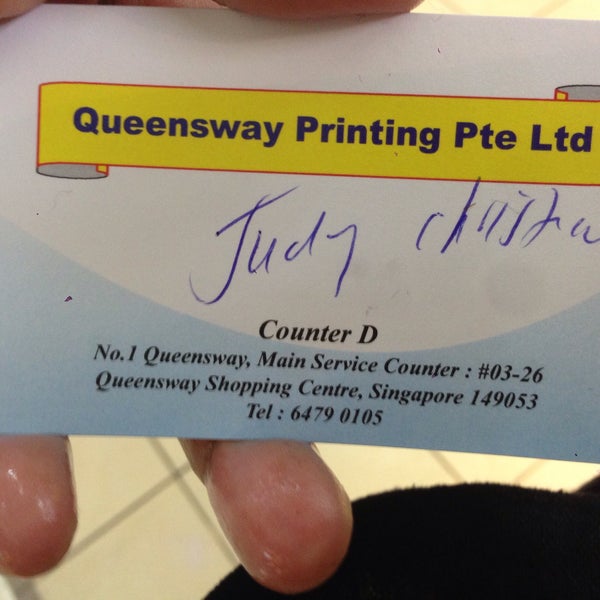 Queensway Printing Pte Ltd
Judy
Counter D
No.1 Queensway, Main Service Counter : #03-26
Queensway Shopping Centre, Singapore 149053
Tel : 6479 0105